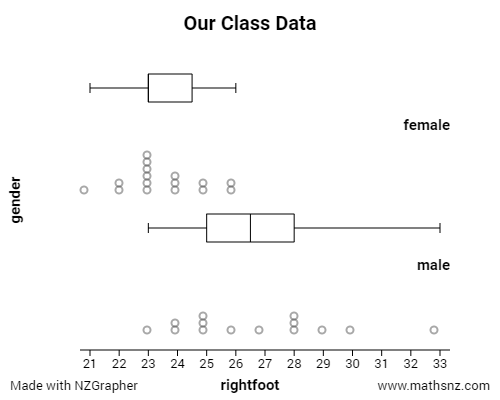 Our Class Data
female
gender
male
21 22 23 24 25 26 27 28 29 30 31 32 33
Made with NZGrapher rightfoot www.mathsnz.com